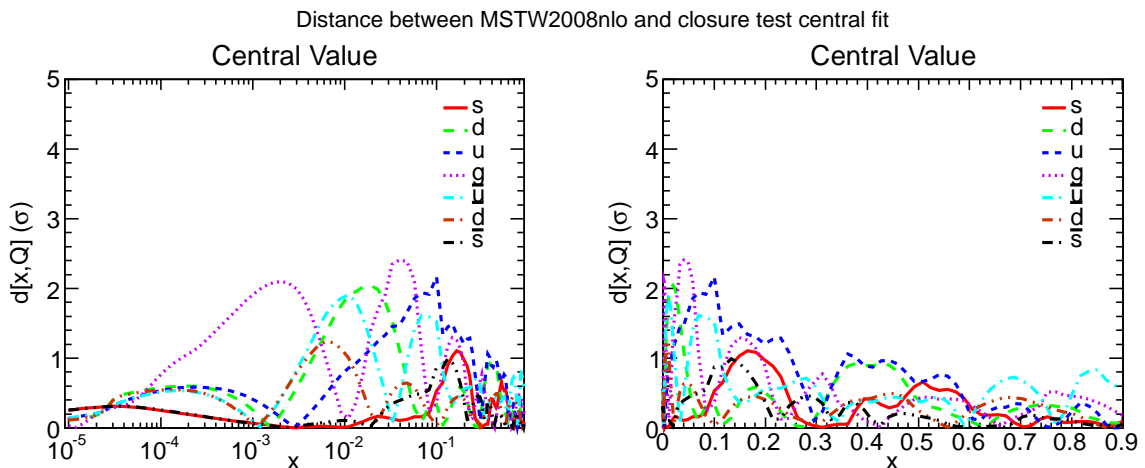 Distance between MSTW2008nlo and closure test central fit
Central Value
5
4
3
2
1
0
d[x,Q] (σ)
10⁻⁵
10⁻⁴
10⁻³
10⁻²
10⁻¹
x
s
d
u
g
u̅
d̅
s̅
Central Value
5
4
3
2
1
0
d[x,Q] (σ)
0
0.1
0.2
0.3
0.4
0.5
0.6
0.7
0.8
0.9
x
s
d
u
g
u̅
d̅
s̅